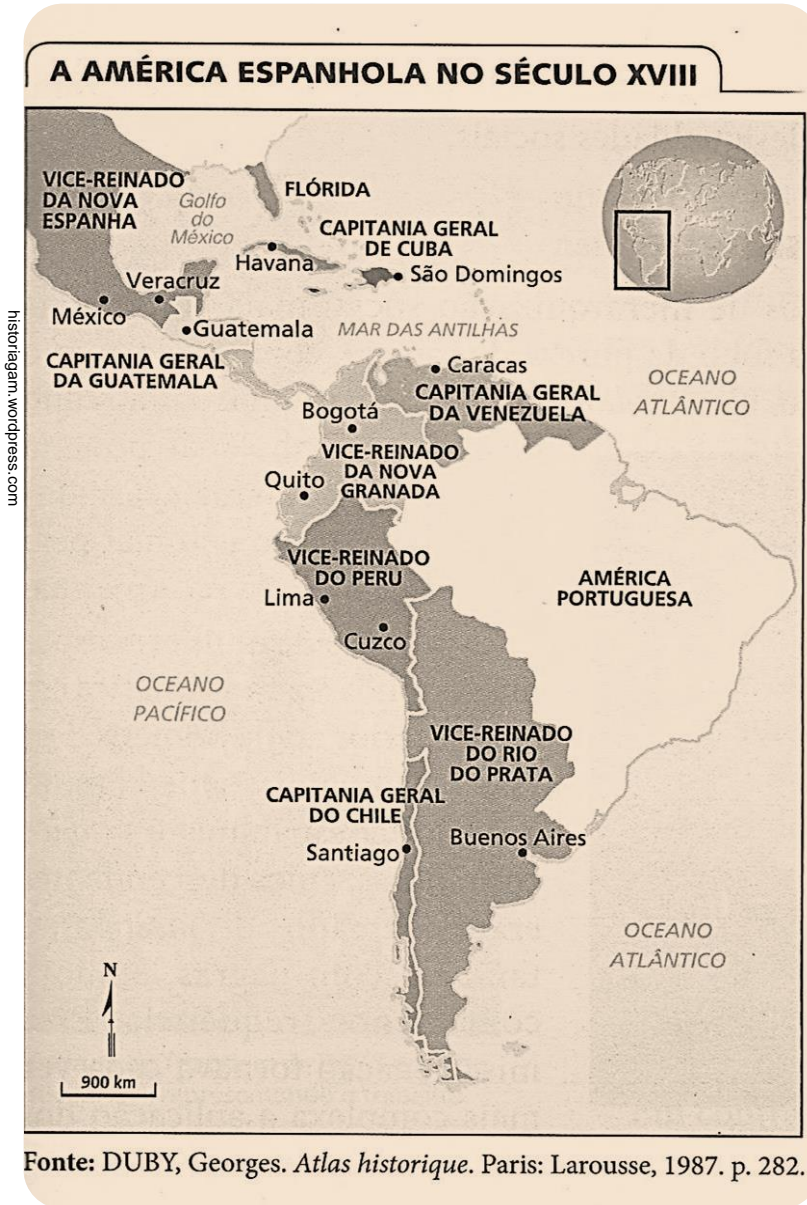 A AMÉRICA ESPANHOLA NO SÉCULO XVIII
VICE-REINADO
DA NOVA
ESPANHA
Golfo
do
México
FLÓRIDA
CAPITANIA GERAL
DE CUBA
Havana
São Domingos
Veracruz
México
Guatemala
MAR DAS ANTILHAS
CAPITANIA GERAL
DA GUATEMALA
Caracas
CAPITANIA GERAL
DA VENEZUELA
OCEANO
ATLÂNTICO
Bogotá
VICE-REINADO
DA NOVA
GRANADA
Quito
VICE-REINADO
DO PERU
Lima
Cuzco
AMÉRICA
PORTUGUESA
OCEANO
PACÍFICO
VICE-REINADO
DO RIO
DO PRATA
CAPITANIA GERAL
DO CHILE
Santiago
Buenos Aires
OCEANO
ATLÂNTICO
N
900 km
Fonte: DUBY, Georges. Atlas historique. Paris: Larousse, 1987. p. 282.
historiagam.wordpress.com